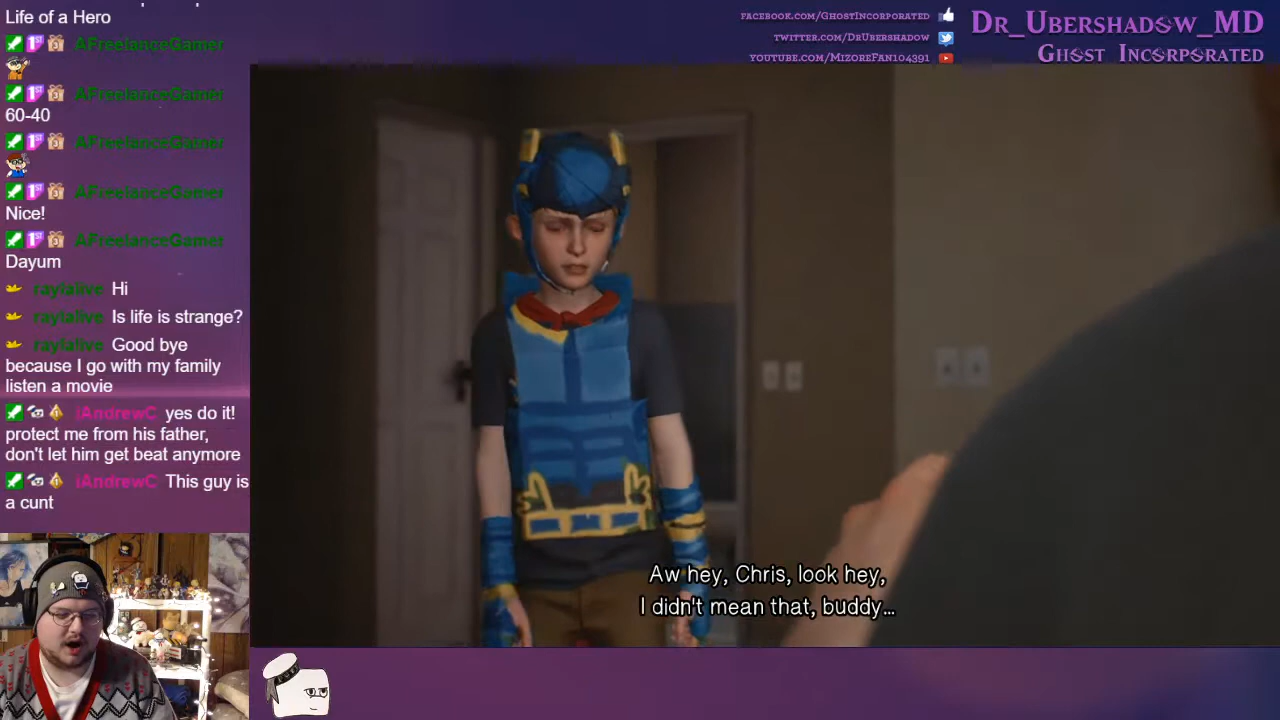 Life of a Hero
AFreelanceGamer
AFreelanceGamer
60-40
AFreelanceGamer
AFreelanceGamer
Nice!
AFreelanceGamer
Dayum
raylalive Hi
raylalive Is life is strange?
raylalive Good bye
because I go with my family
listen a movie
iAndrewC yes do it!
protect me from his father,
don't let him get beat anymore
iAndrewC This guy is
a cunt
facebook.com/GhostIncorporated
twitter.com/DrUbershadow
youtube.com/MizoreFan104391
Dr_Ubershadow_MD
Ghost Incorporated
Aw hey, Chris, look hey,
I didn't mean that, buddy...